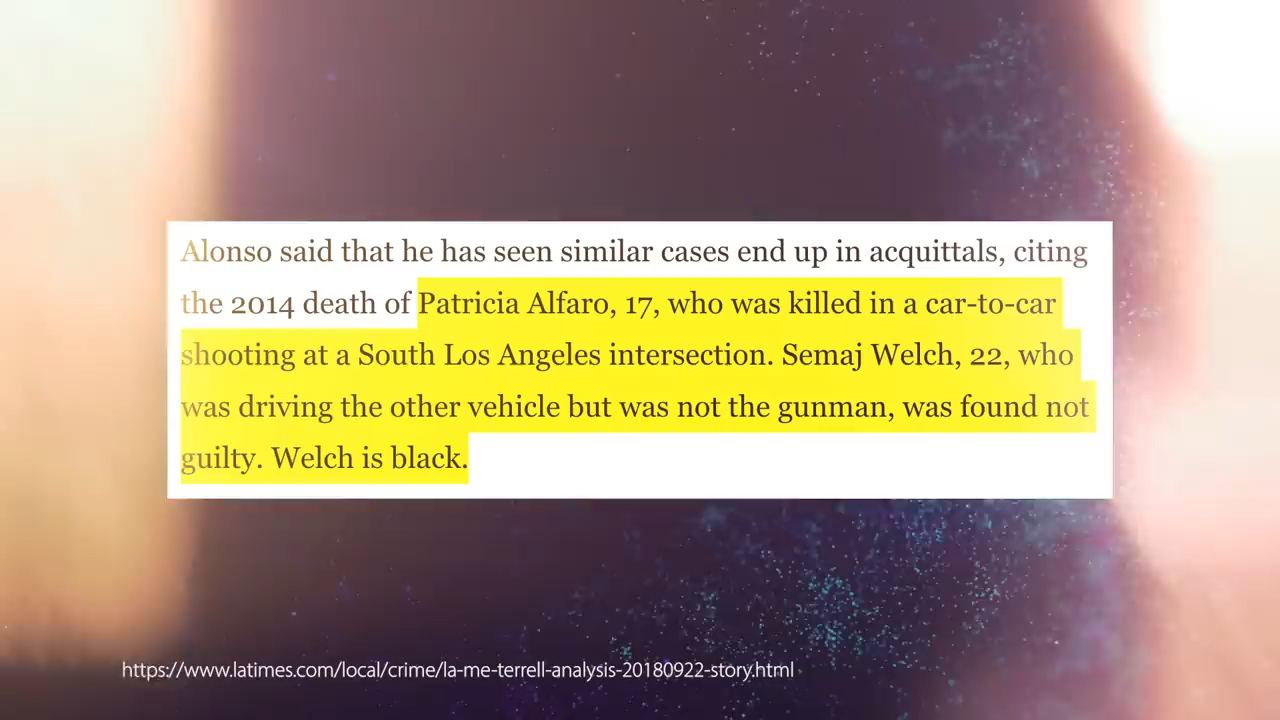 Alonso said that he has seen similar cases end up in acquittals, citing
the 2014 death of Patricia Alfaro, 17, who was killed in a car-to-car
shooting at a South Los Angeles intersection. Semaj Welch, 22, who
was driving the other vehicle but was not the gunman, was found not
guilty. Welch is black.
https://www.latimes.com/local/crime/la-me-terrell-analysis-20180922-story.html